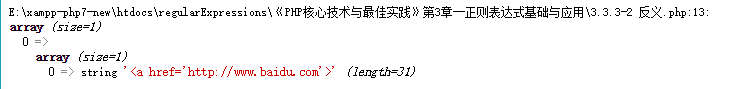 E:\xampp-php7-new\htdocs\regularExpressions\《PHP核心技术与最佳实践》第3章—正则表达式基础与应用\3.3.3-2 反义.php:13:
array (size=1)
0 =>
array (size=1)
0 => string '<a href='http://www.baidu.com'>' (length=31)